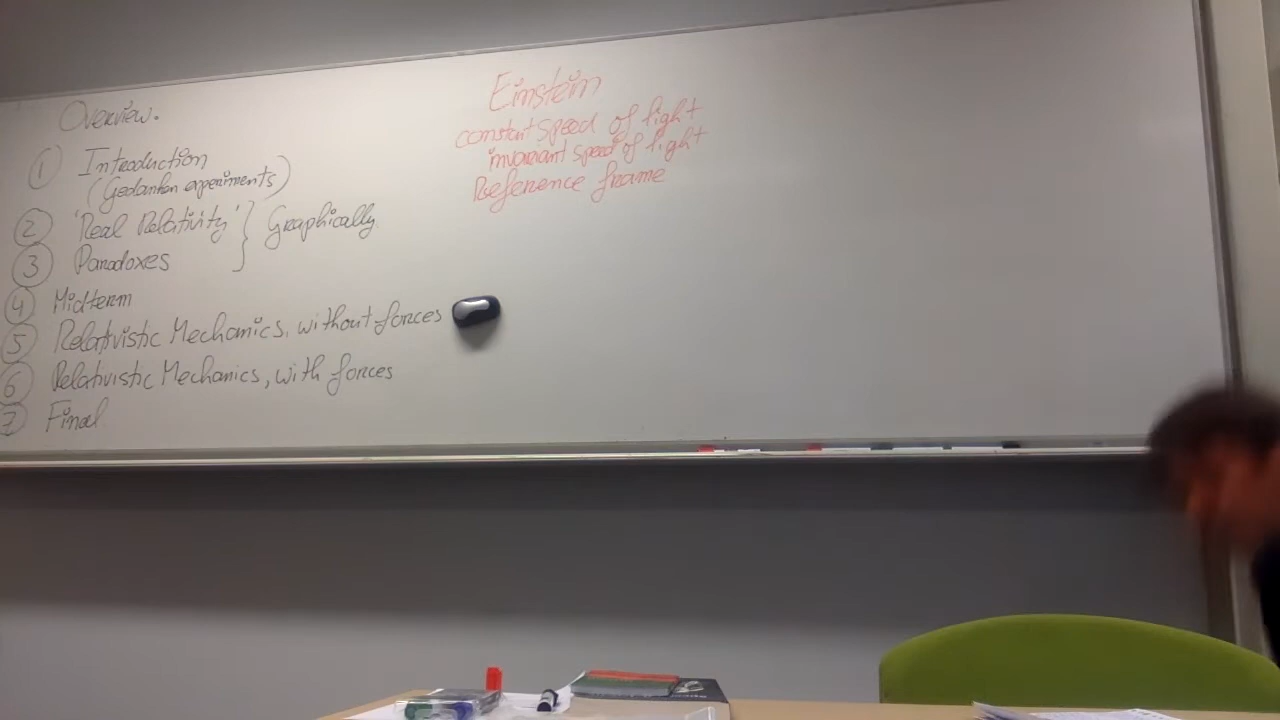 Overview.
① Introduction
(Gedanken experiments)
② 'Real Relativity' } Graphically
③ Paradoxes
④ Midterm
⑤ Relativistic Mechanics, without forces
⑥ Relativistic Mechanics, with forces
⑦ Final
Einstein
constant speed of light
invariant speed of light
Reference frame